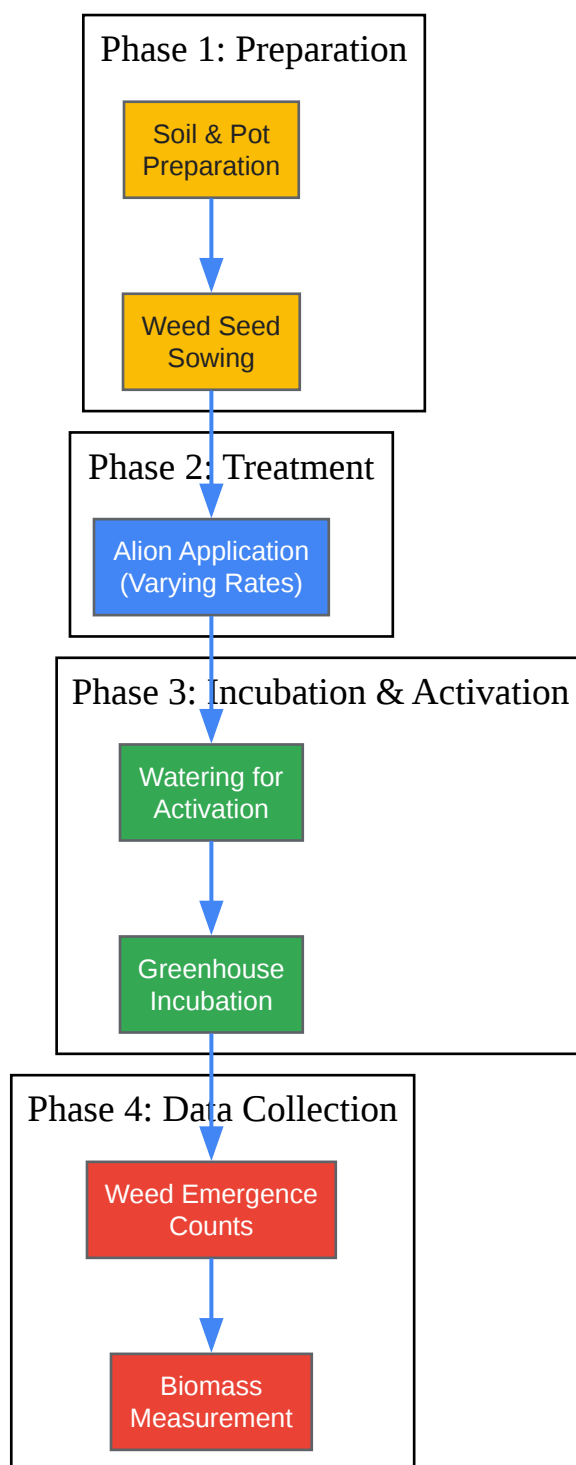 Phase 1: Preparation
Soil & Pot
Preparation
Weed Seed
Sowing
Phase 2: Treatment
Alion Application
(Varying Rates)
Phase 3: Incubation & Activation
Watering for
Activation
Greenhouse
Incubation
Phase 4: Data Collection
Weed Emergence
Counts
Biomass
Measurement